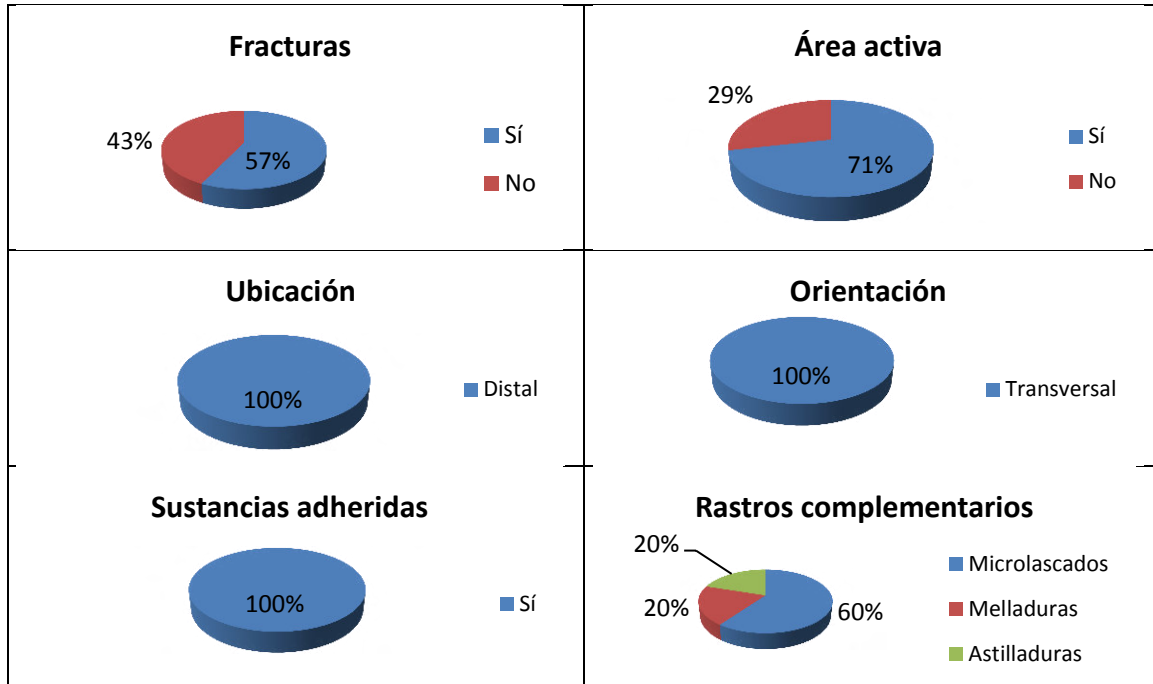 Fracturas
43%
57%
Sí
No
Área activa
29%
71%
Sí
No
Ubicación
100%
Distal
Orientación
100%
Transversal
Sustancias adheridas
100%
Sí
Rastros complementarios
20%
20%
60%
Microlascados
Melladuras
Astilladuras